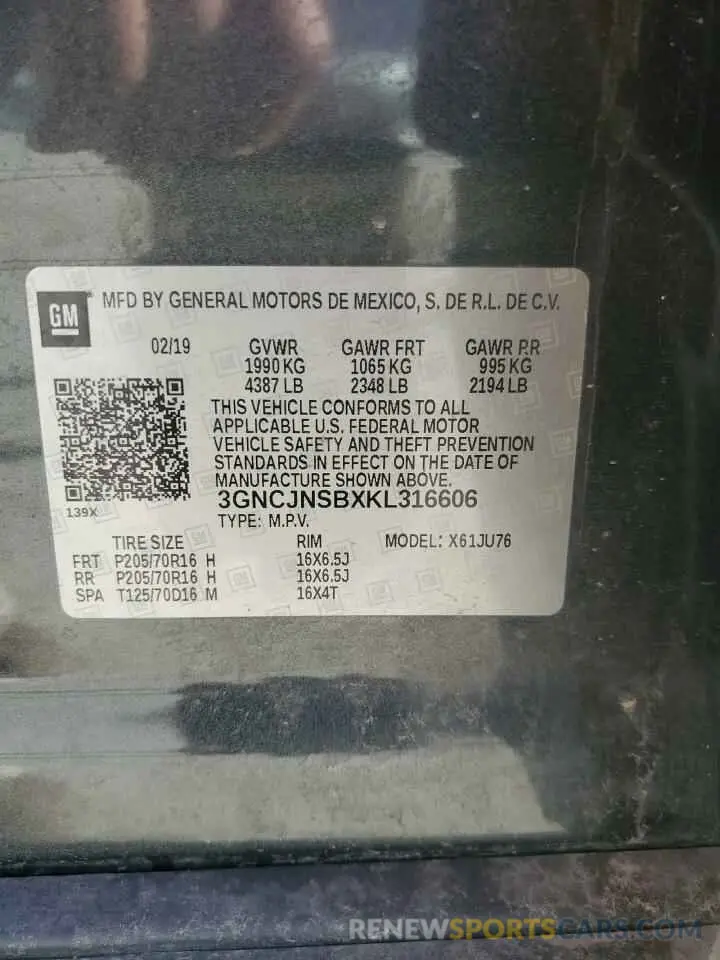 GM® MFD BY GENERAL MOTORS DE MEXICO, S. DE R.L. DE C.V.
02/19 GVWR GAWR FRT GAWR RR
1990 KG 1065 KG 995 KG
4387 LB 2348 LB 2194 LB
THIS VEHICLE CONFORMS TO ALL
APPLICABLE U.S. FEDERAL MOTOR
VEHICLE SAFETY AND THEFT PREVENTION
STANDARDS IN EFFECT ON THE DATE OF
MANUFACTURE SHOWN ABOVE.
3GNCJNSBXKL316606
139X TYPE: M.P.V.
TIRE SIZE RIM MODEL: X61JU76
FRT P205/70R16 H 16X6.5J
RR P205/70R16 H 16X6.5J
SPA T125/70D16 M 16X4T
RENEWSPORTSCARS.COM